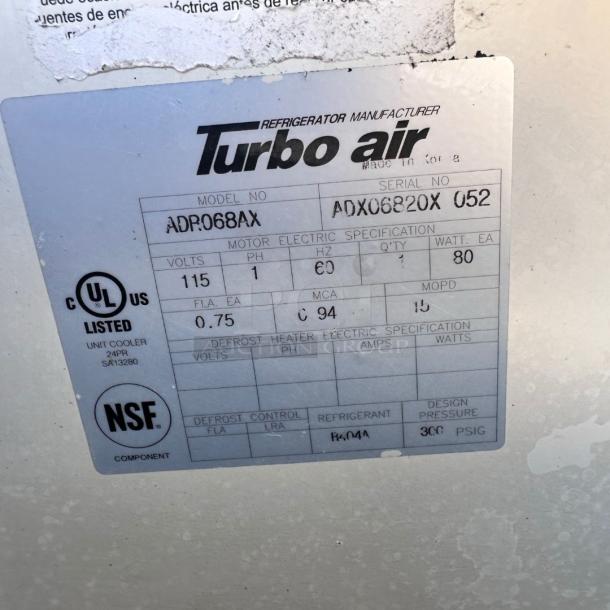 uentes de en éctrica antes de
REFRIGERATOR MANUFACTURER
Turbo air
Made in Korea
MODEL NO SERIAL NO
ADR068AX ADX06820X 052
MOTOR ELECTRIC SPECIFICATION
VOLTS PH HZ Q'TY WATT. EA
115 1 60 1 80
FLA. EA MCA MOPD
0.75 0.94 15
DEFROST HEATER ELECTRIC SPECIFICATION
VOLTS PH AMPS WATTS
DEFROST CONTROL REFRIGERANT DESIGN PRESSURE
FLA LRA
R404A 300 PSIG
C UL US
LISTED
UNIT COOLER
24PR
SA13280
NSF.
COMPONENT
AUCTION GROUP